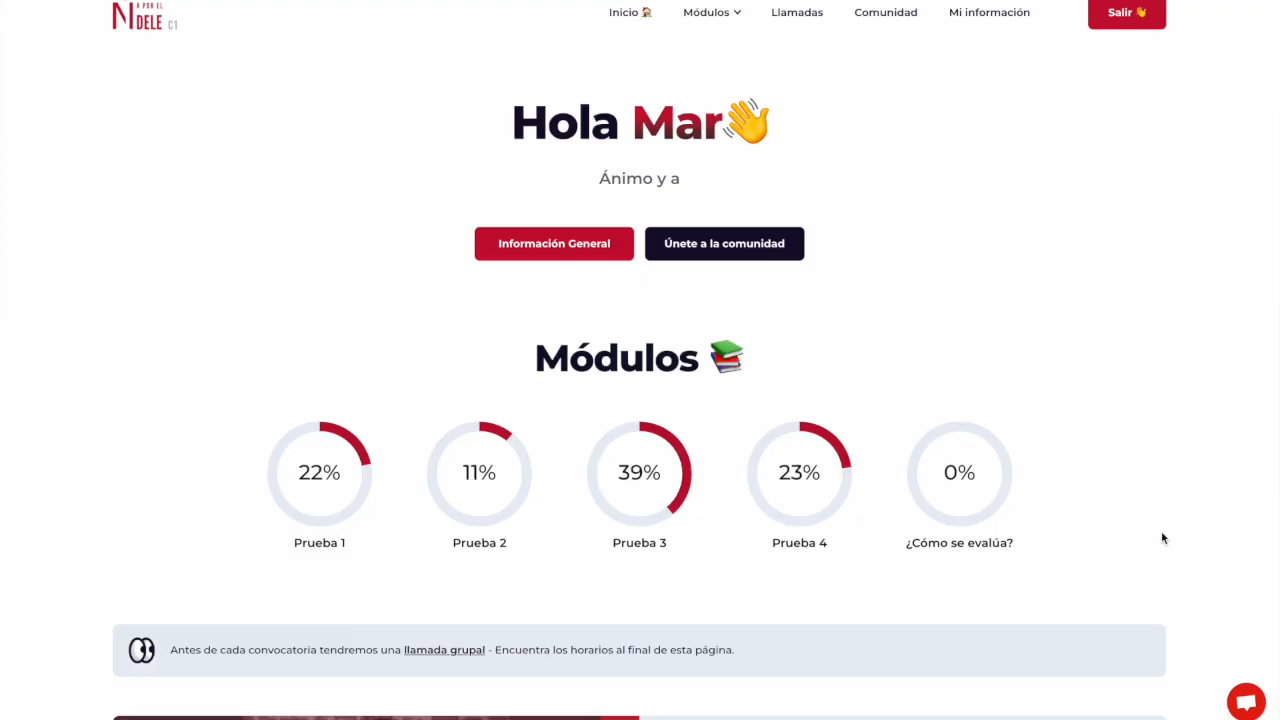 A POR EL
DELE C1
Inicio 🏠 Módulos Llamadas Comunidad Mi información Salir 👋
Hola Mar👋
Ánimo y a
Información General Únete a la comunidad
Módulos 📚
22% 11% 39% 23% 0%
Prueba 1 Prueba 2 Prueba 3 Prueba 4 ¿Cómo se evalúa?
Antes de cada convocatoria tendremos una llamada grupal - Encuentra los horarios al final de esta página.